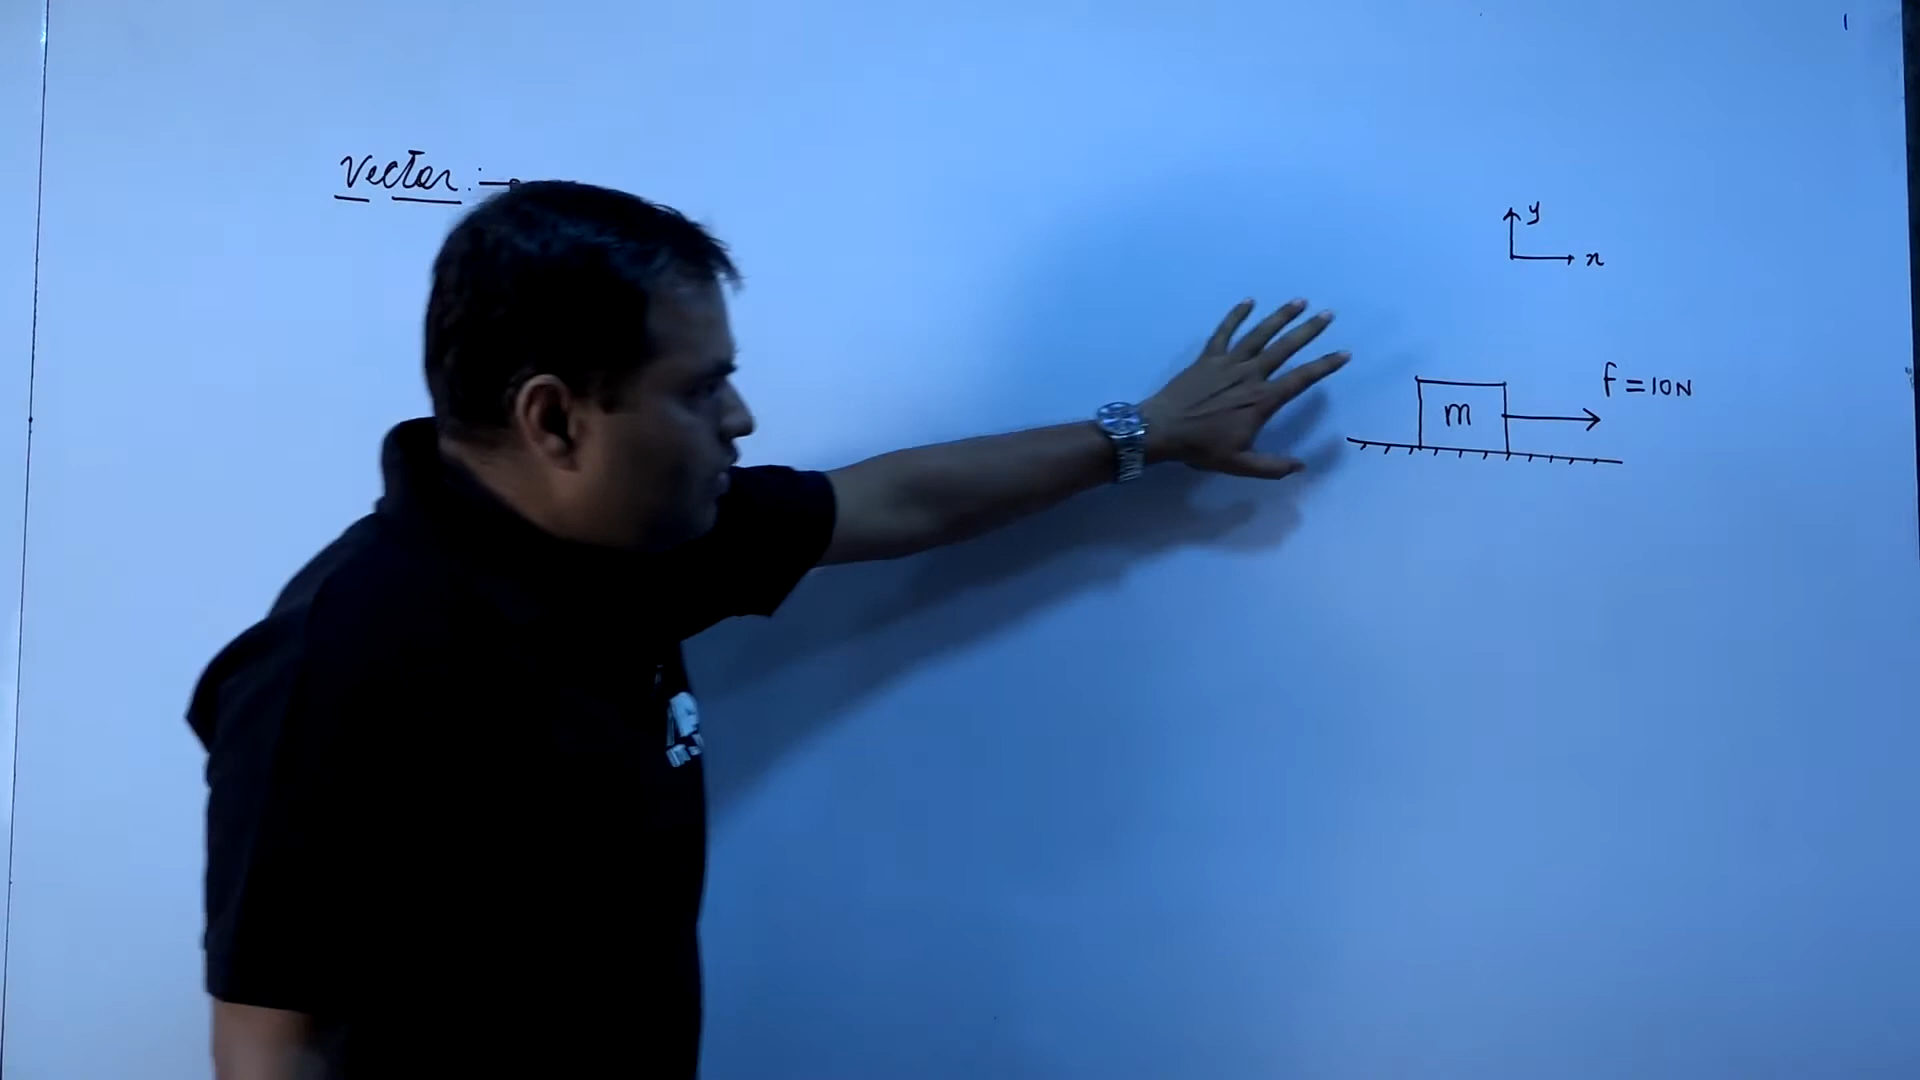 Vector :-
y
x
f = 10N
m